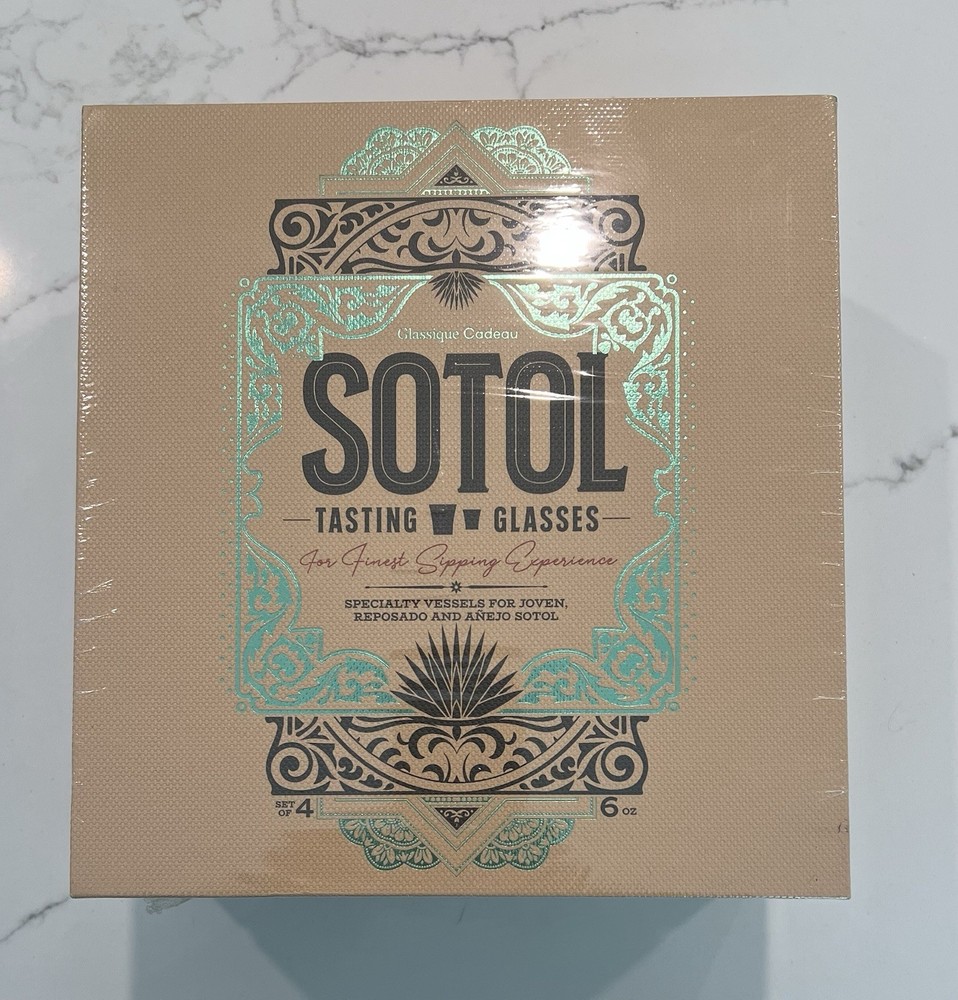 Glassique Cadeau
SOTOL
TASTING GLASSES
For Finest Sipping Experience
SPECIALTY VESSELS FOR JOVEN,
REPOSADO AND AÑEJO SOTOL
SET OF 4
6 OZ